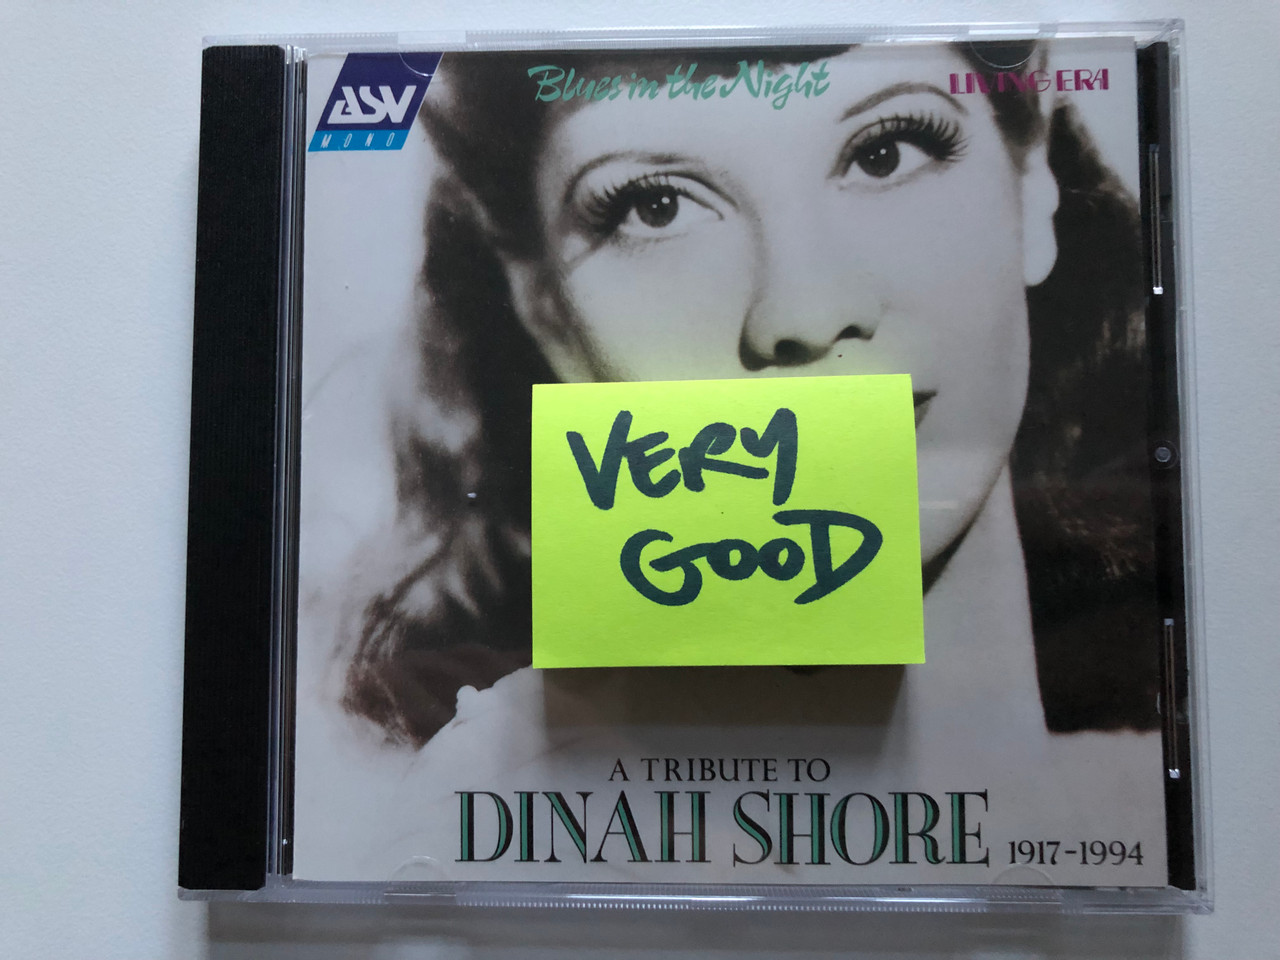 ASV
MONO
Blues in the Night
LIVING ERA
VERY
GOOD
A TRIBUTE TO
DINAH SHORE 1917-1994